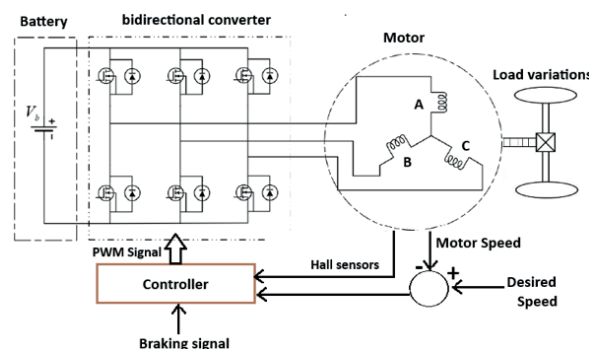 Battery
bidirectional converter
Motor
Load variations
V_b
+
-
A
B
C
PWM Signal
Hall sensors
Motor Speed
-
+
Controller
Desired
Speed
Braking signal